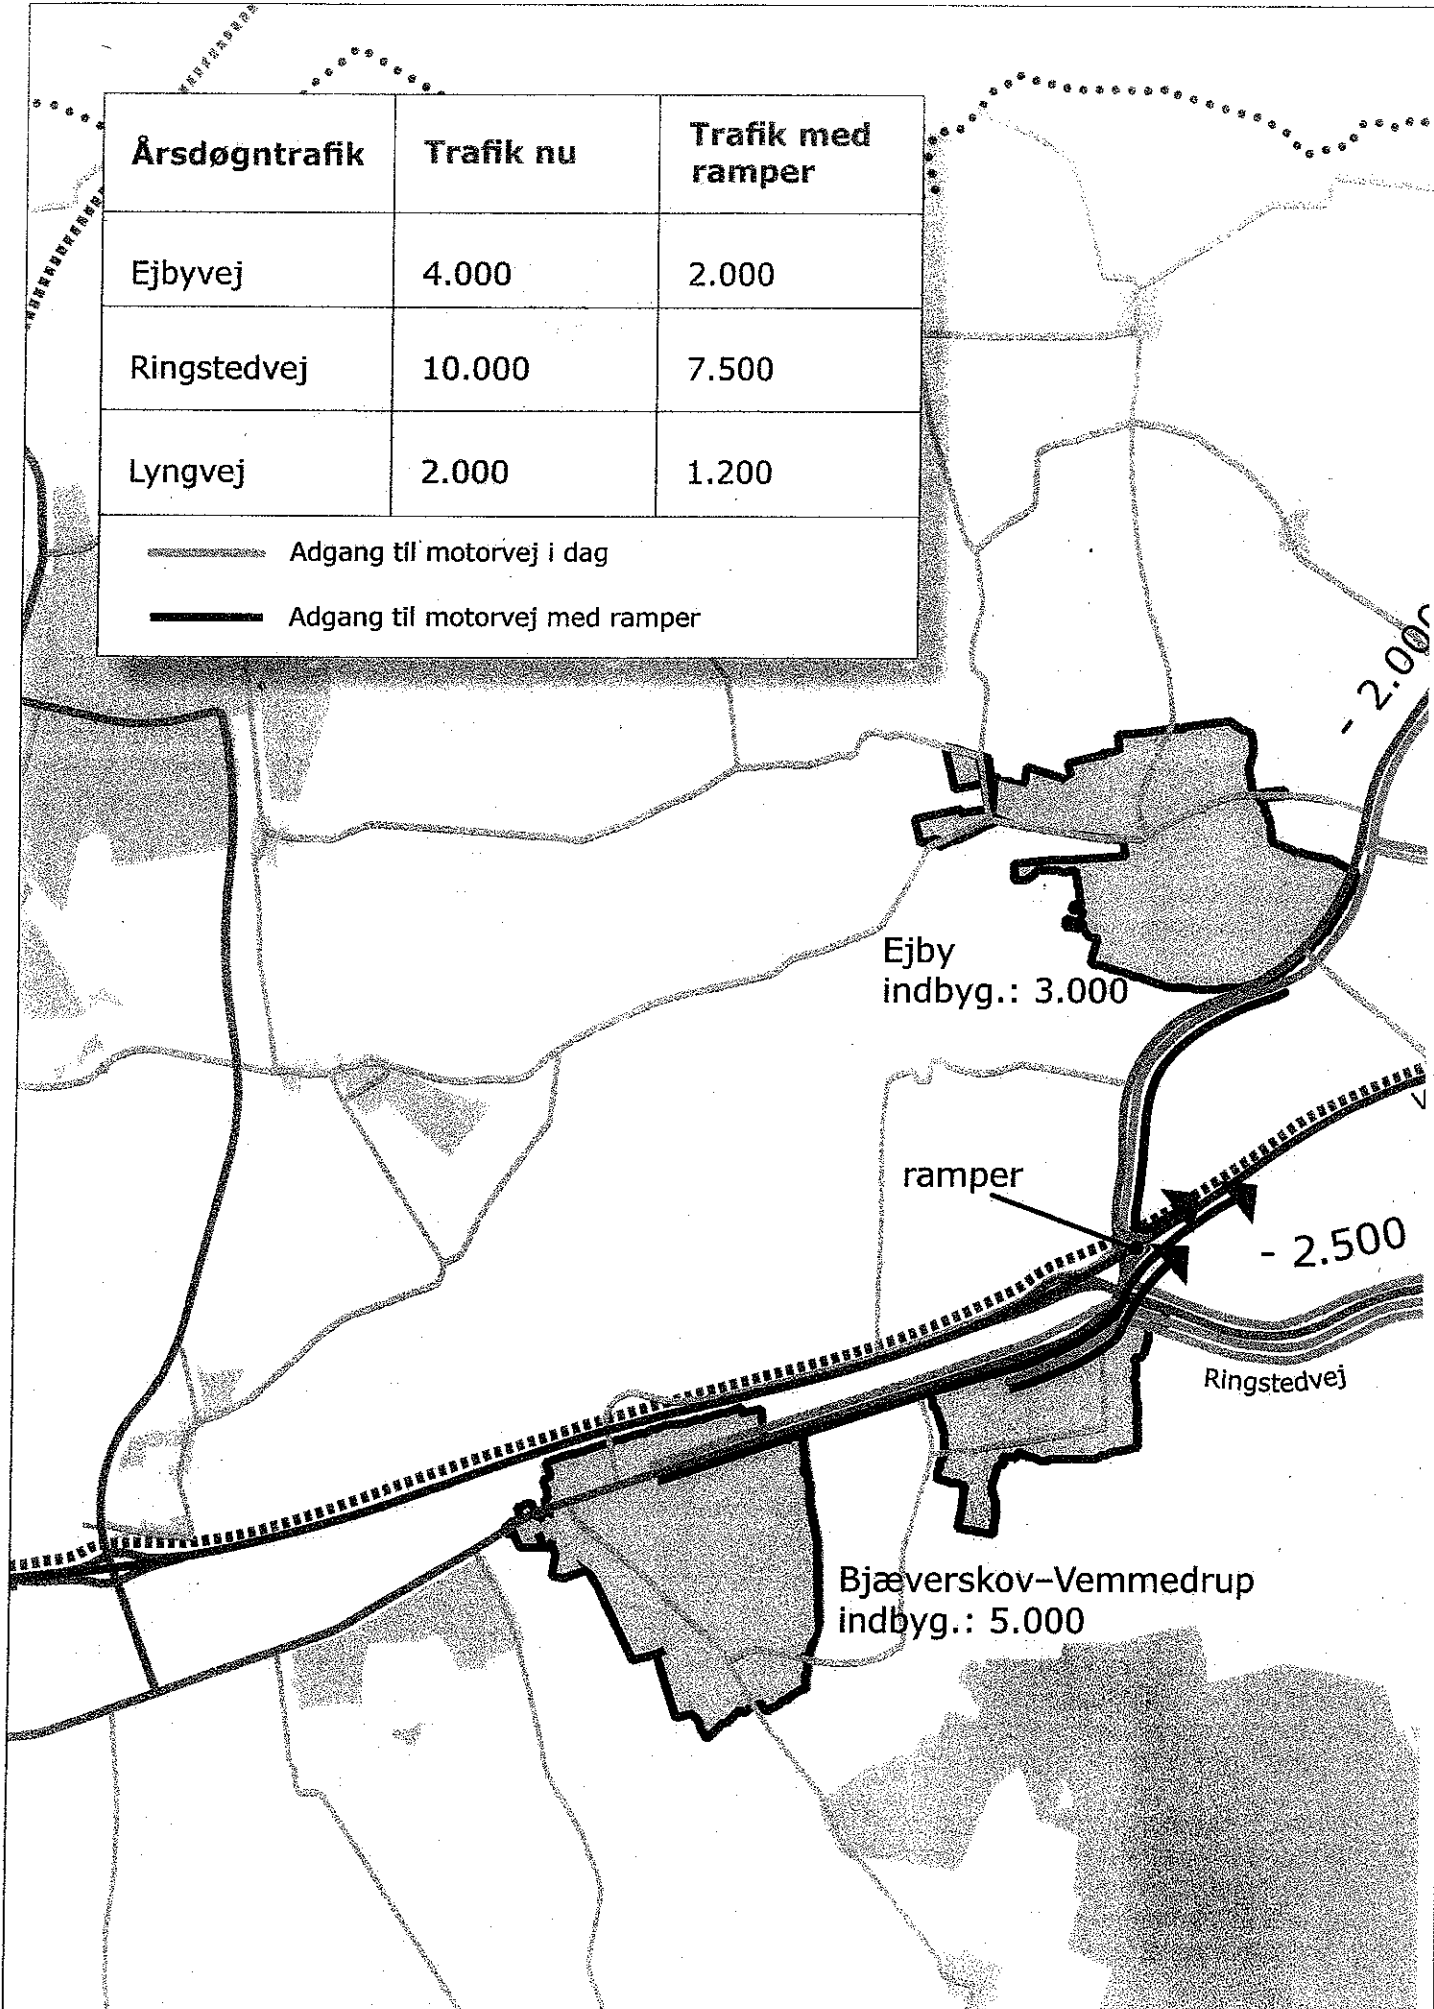 Årsdøgntrafik
Trafik nu
Trafik med
ramper
Ejbyvej
4.000
2.000
Ringstedvej
10.000
7.500
Lyngvej
2.000
1.200
Adgang til motorvej i dag
Adgang til motorvej med ramper
- 2.000
Ejby
indbyg.: 3.000
ramper
- 2.500
Ringstedvej
Bjæverskov-Vemmedrup
indbyg.: 5.000